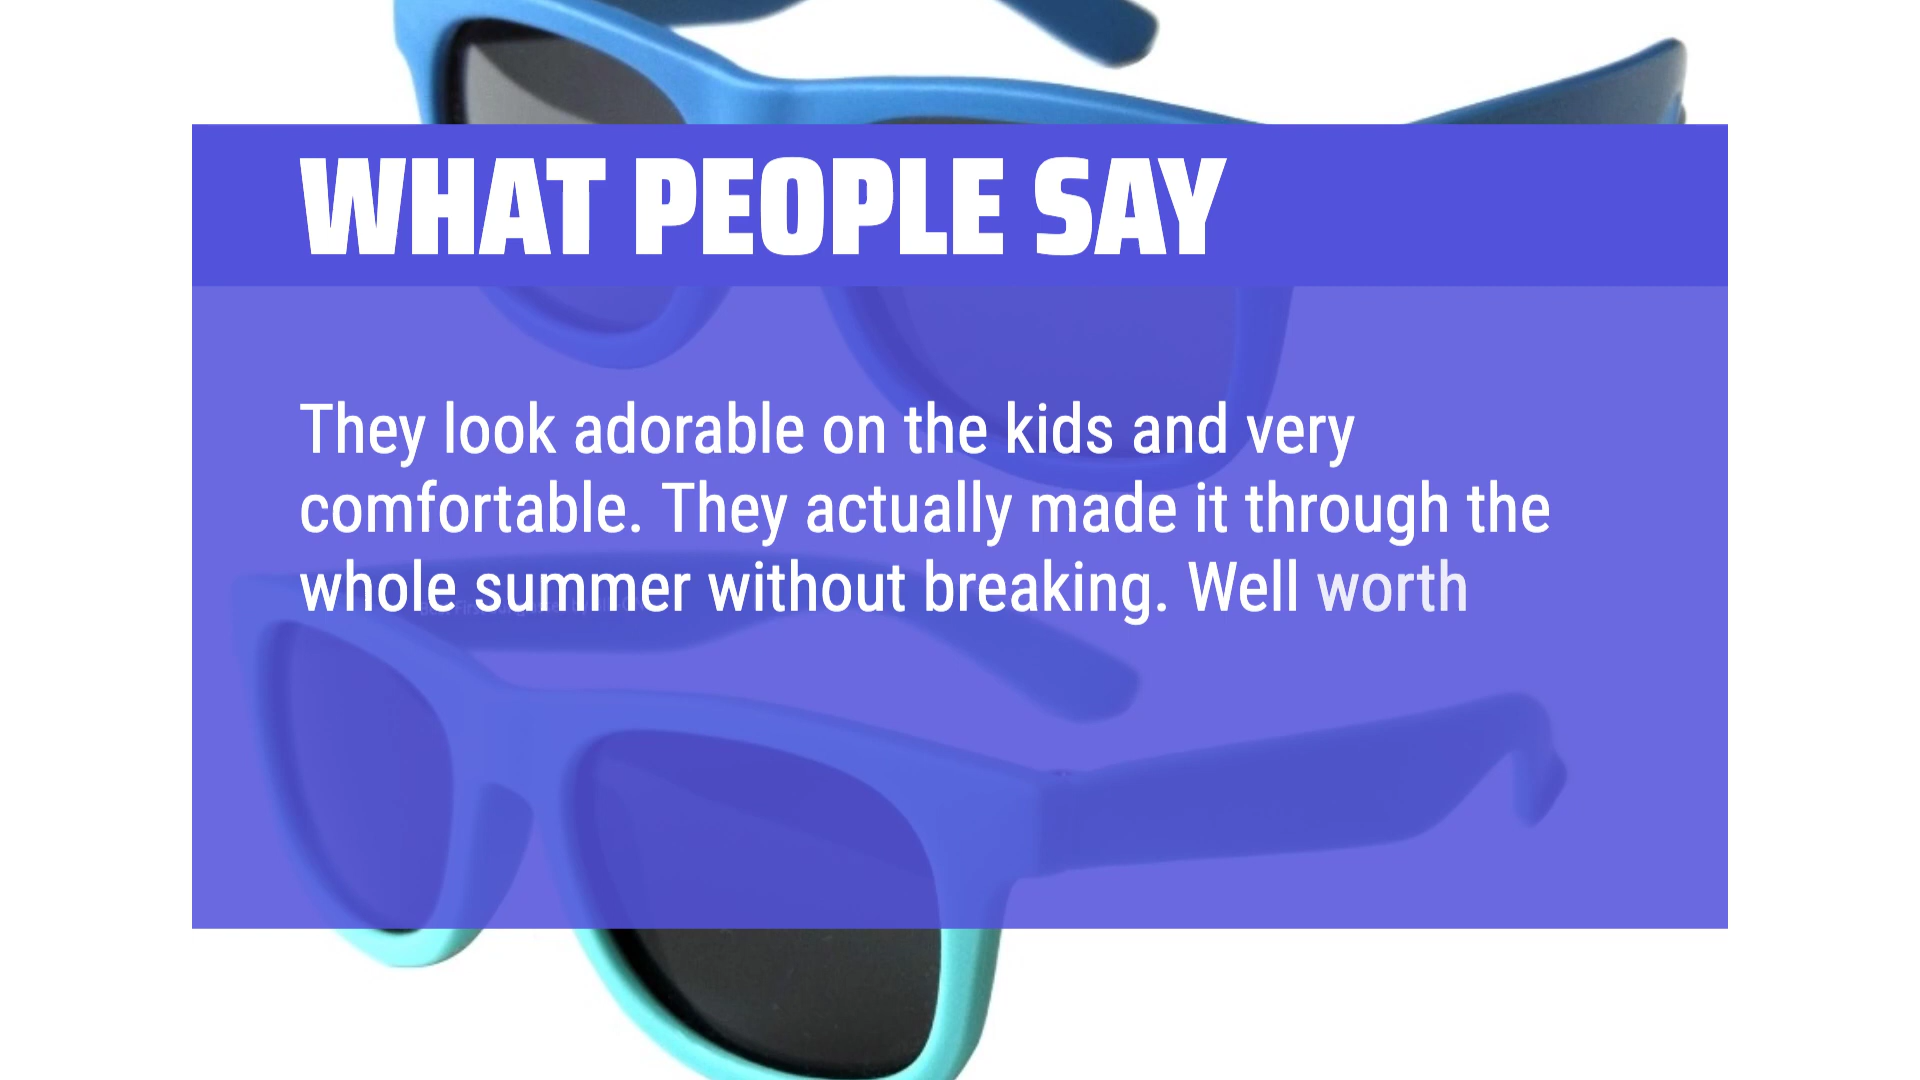 WHAT PEOPLE SAY
They look adorable on the kids and very
comfortable. They actually made it through the
whole summer without breaking. Well worth